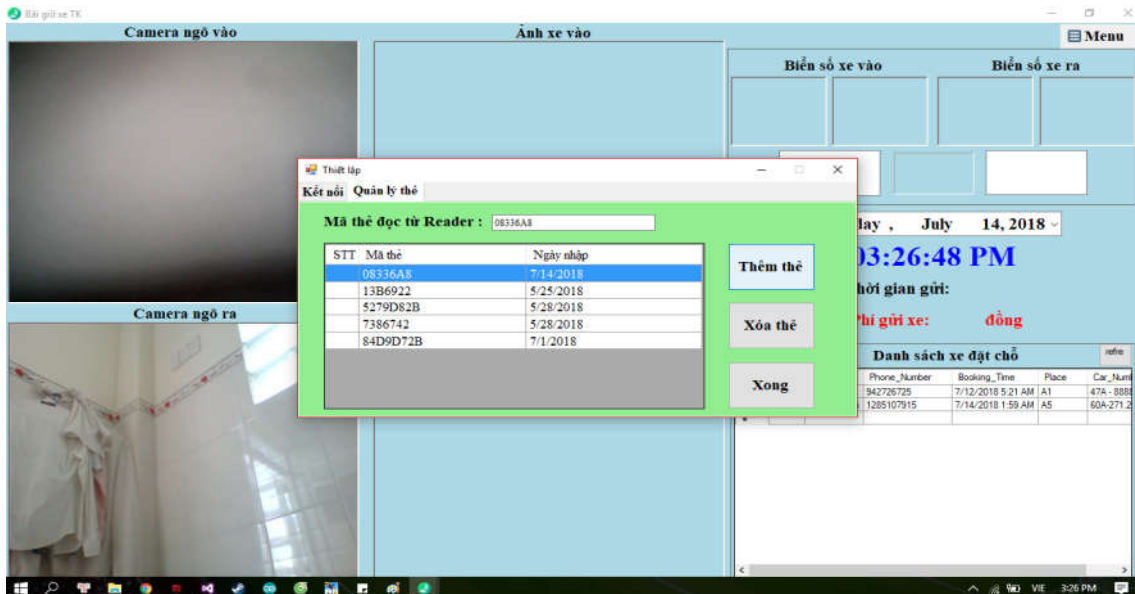 Bãi giữ xe TK
Camera ngõ vào
Ảnh xe vào
Menu
Biển số xe vào
Biển số xe ra
Thiết lập
Kết nối Quản lý thẻ
Mã thẻ đọc từ Reader : 08336A8
STT Mã thẻ Ngày nhập
08336A8 7/14/2018
13B6922 5/25/2018
5279D82B 5/28/2018
7386742 5/28/2018
84D9D72B 7/1/2018
Thêm thẻ
Xóa thẻ
Xong
day , July 14, 2018
03:26:48 PM
hời gian gửi:
Phí gửi xe: đồng
Camera ngõ ra
Danh sách xe đặt chỗ
refre
Phone_Number Booking_Time Place Car_Numl
942726725 7/12/2018 5:21 AM A1 47A - 8888
1285107915 7/14/2018 1:59 AM A5 60A-271.2
VIE 3:26 PM